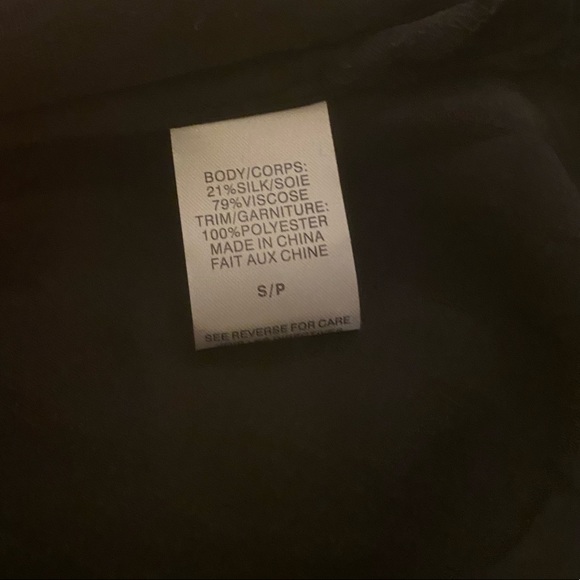 BODY/CORPS:
21%SILK/SOIE
79%VISCOSE
TRIM/GARNITURE:
100%POLYESTER
MADE IN CHINA
FAIT AUX CHINE
S/P
SEE REVERSE FOR CARE